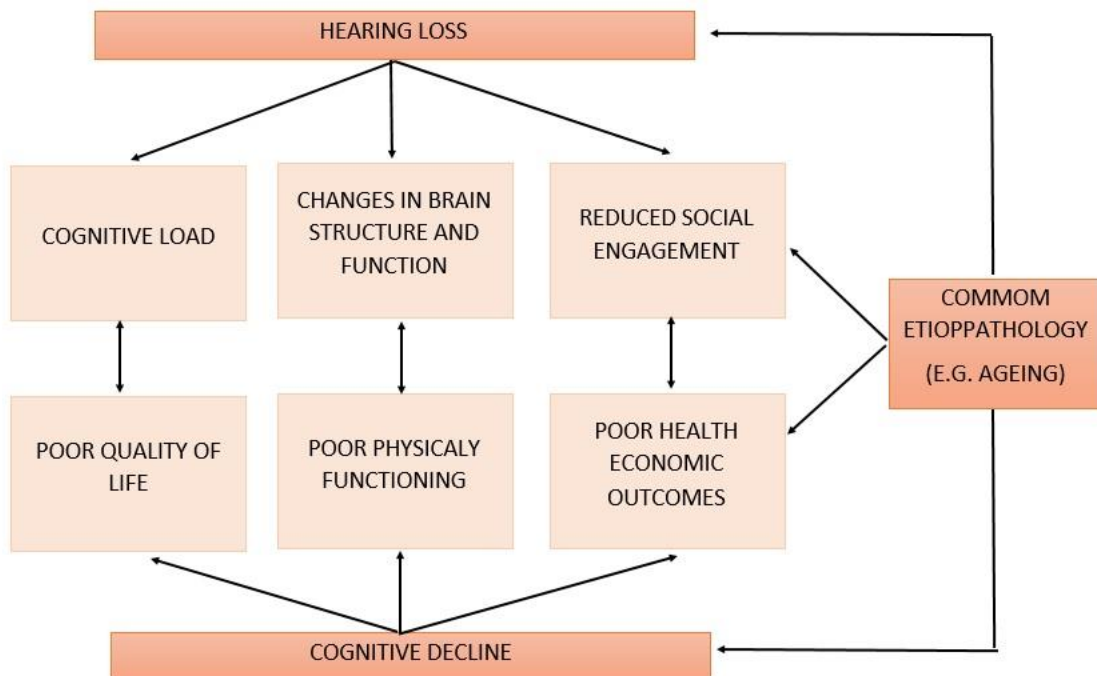 HEARING LOSS
COGNITIVE LOAD
CHANGES IN BRAIN
STRUCTURE AND
FUNCTION
REDUCED SOCIAL
ENGAGEMENT
COMMOM
ETIOPPATHOLOGY
(E.G. AGEING)
POOR QUALITY OF
LIFE
POOR PHYSICALY
FUNCTIONING
POOR HEALTH
ECONOMIC
OUTCOMES
COGNITIVE DECLINE